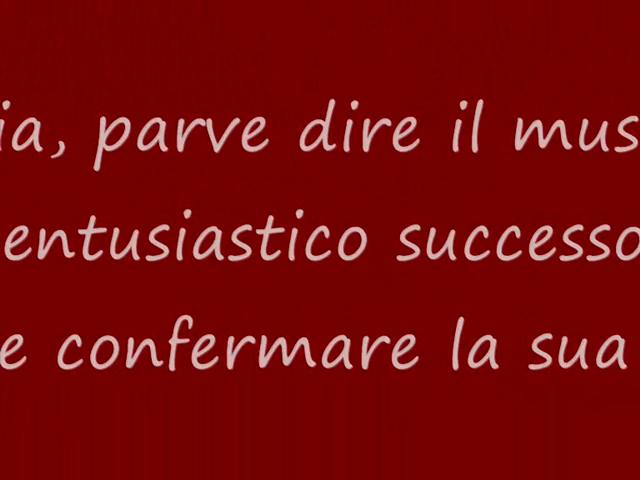 ia, parve dire il mus
entusiastico successo
e confermare la sua